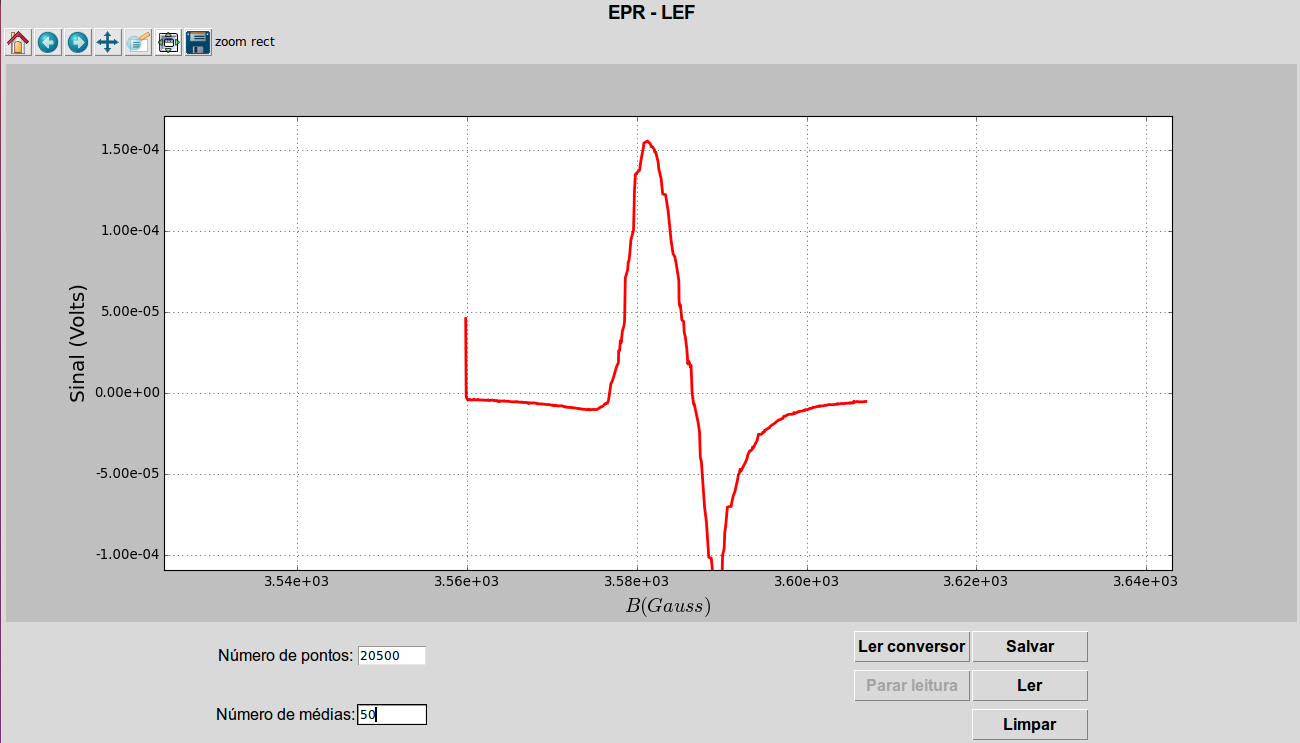 EPR - LEF
zoom rect
1.50e-04
1.00e-04
5.00e-05
0.00e+00
-5.00e-05
-1.00e-04
Sinal (Volts)
3.54e+03 3.56e+03 3.58e+03 3.60e+03 3.62e+03 3.64e+03
B(Gauss)
Número de pontos: 20500
Ler conversor Salvar
Parar leitura Ler
Número de médias: 50
Limpar